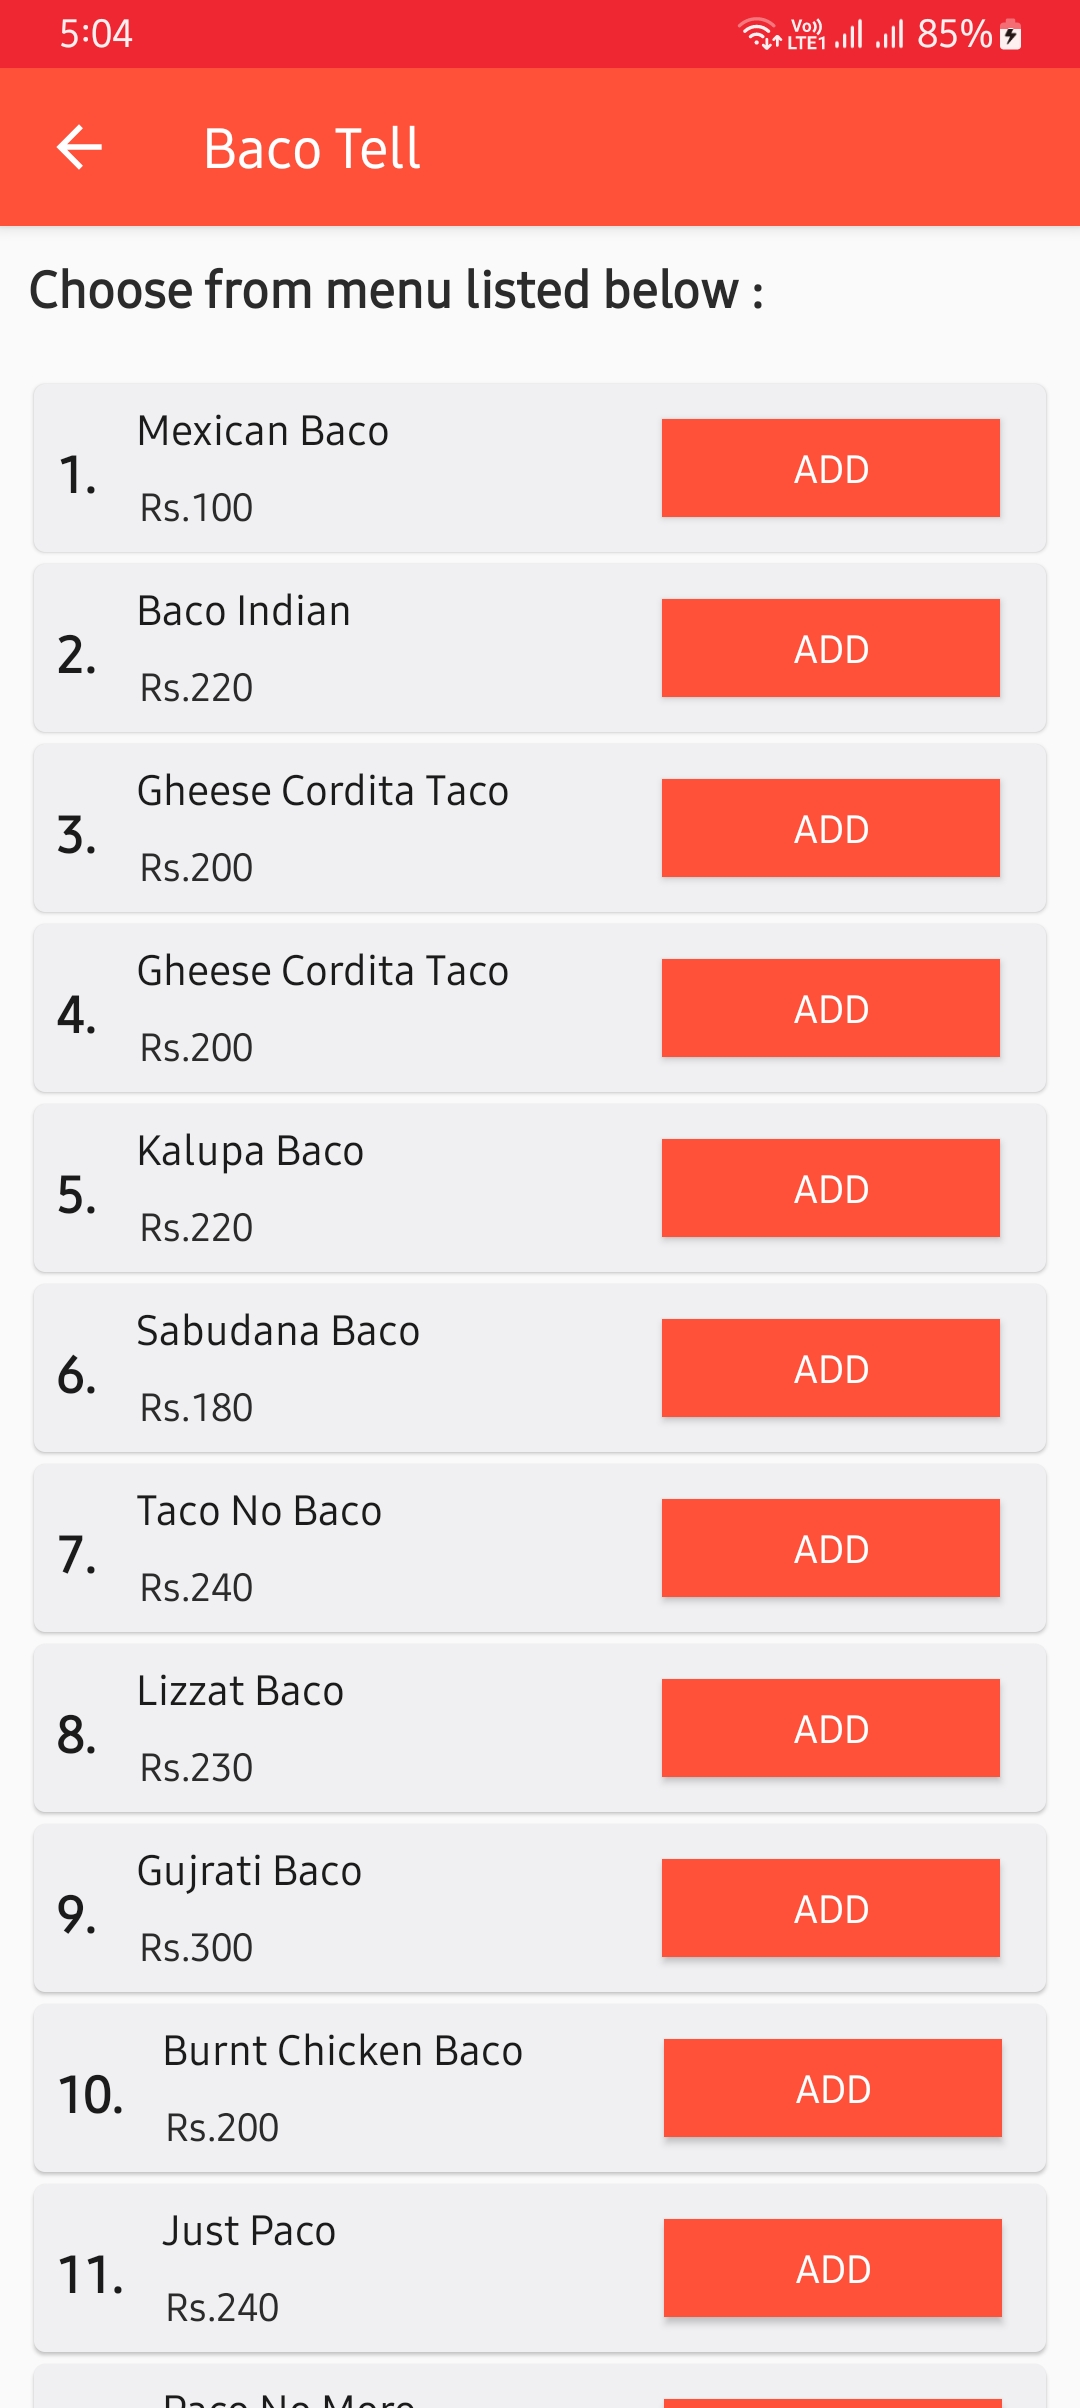 5:04 Vo)) LTE1 85%
Baco Tell
Choose from menu listed below :
1. Mexican Baco ADD
Rs.100
2. Baco Indian ADD
Rs.220
3. Gheese Cordita Taco ADD
Rs.200
4. Gheese Cordita Taco ADD
Rs.200
5. Kalupa Baco ADD
Rs.220
6. Sabudana Baco ADD
Rs.180
7. Taco No Baco ADD
Rs.240
8. Lizzat Baco ADD
Rs.230
9. Gujrati Baco ADD
Rs.300
10. Burnt Chicken Baco ADD
Rs.200
11. Just Paco ADD
Rs.240
Paco No More